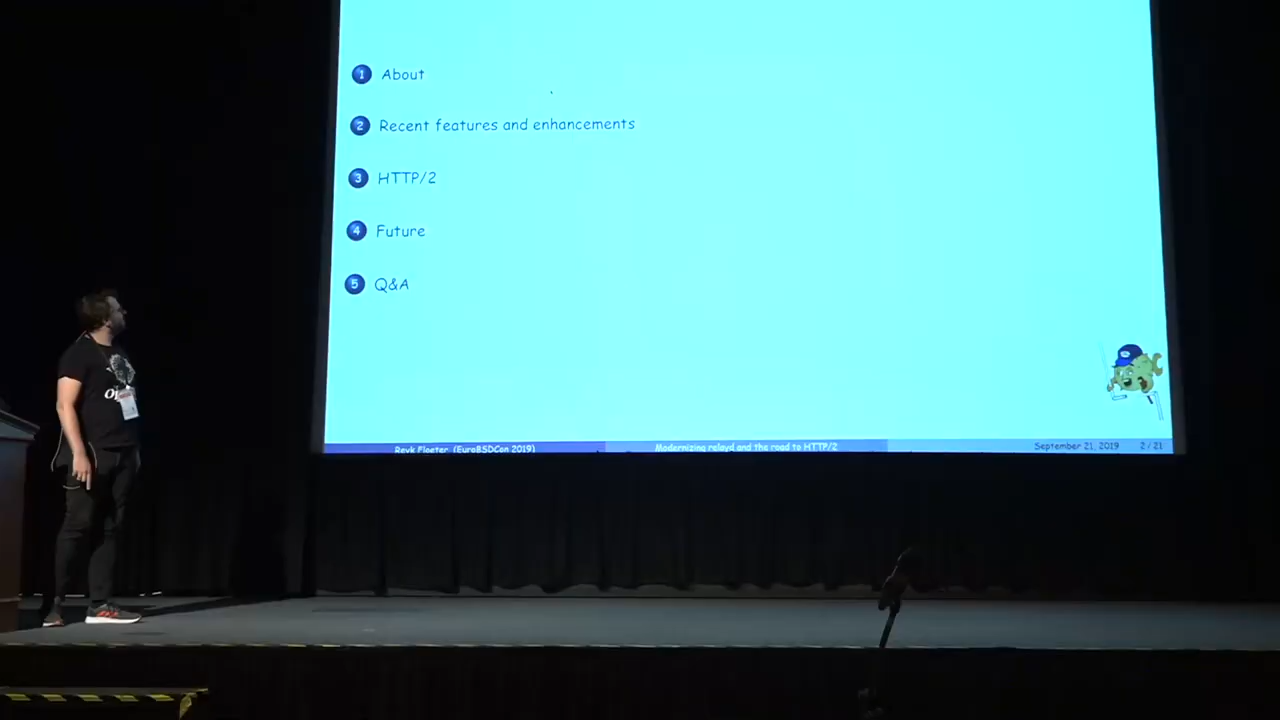 1 About
2 Recent features and enhancements
3 HTTP/2
4 Future
5 Q&A
Reyk Floeter (EuroBSDCon 2019) Modernizing relayd and the road to HTTP/2 September 21, 2019 2 / 21